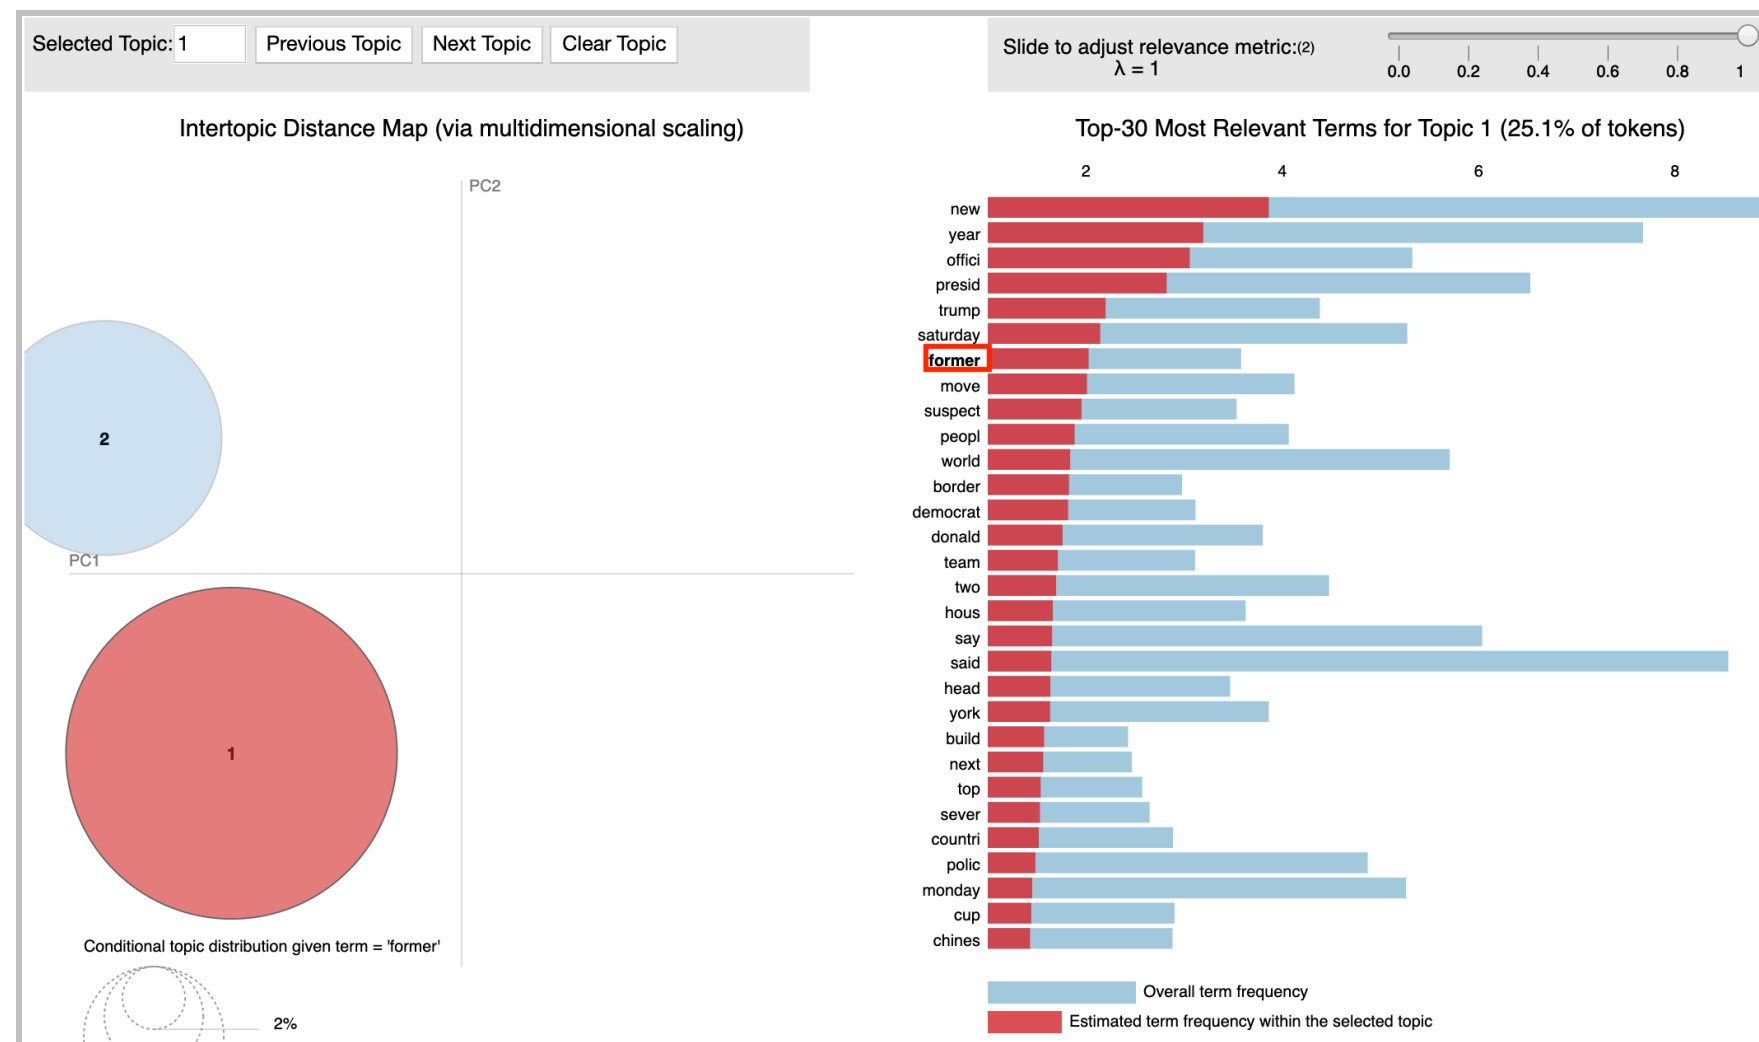 Selected Topic: 1 Previous Topic Next Topic Clear Topic
Slide to adjust relevance metric:(2)
λ = 1
0.0 0.2 0.4 0.6 0.8 1
Intertopic Distance Map (via multidimensional scaling)
PC2
2
PC1
1
Conditional topic distribution given term = 'former'
2%
Top-30 Most Relevant Terms for Topic 1 (25.1% of tokens)
2 4 6 8
new
year
offici
presid
trump
saturday
former
move
suspect
peopl
world
border
democrat
donald
team
two
hous
say
said
head
york
build
next
top
sever
countri
polic
monday
cup
chines
Overall term frequency
Estimated term frequency within the selected topic